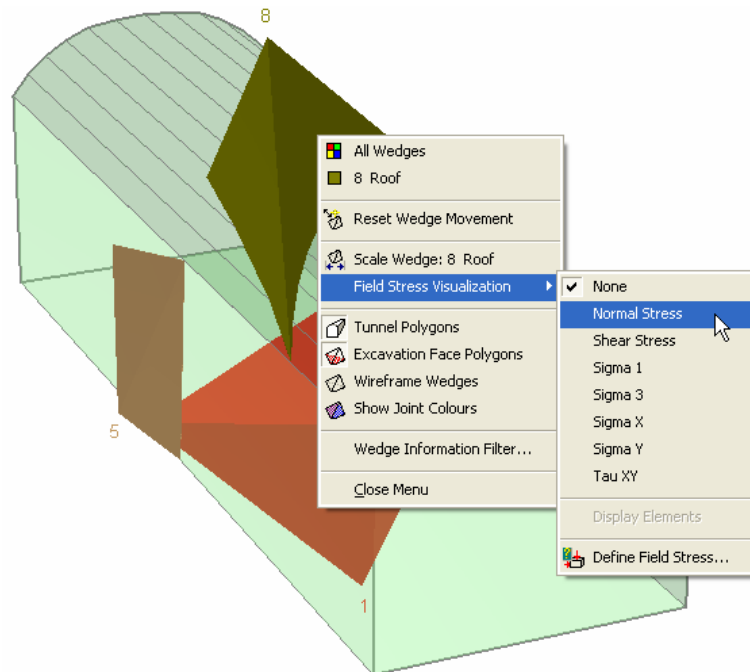 8
All Wedges
8 Roof
Reset Wedge Movement
Scale Wedge: 8 Roof
Field Stress Visualization
Tunnel Polygons
Excavation Face Polygons
Wireframe Wedges
Show Joint Colours
Wedge Information Filter...
Close Menu
None
Normal Stress
Shear Stress
Sigma 1
Sigma 3
Sigma X
Sigma Y
Tau XY
Display Elements
Define Field Stress...
5
1